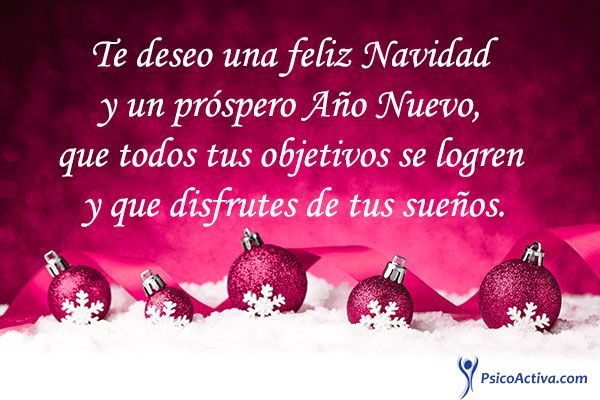 Te deseo una feliz Navidad
y un próspero Año Nuevo,
que todos tus objetivos se logren
y que disfrutes de tus sueños.
PsicoActiva.com